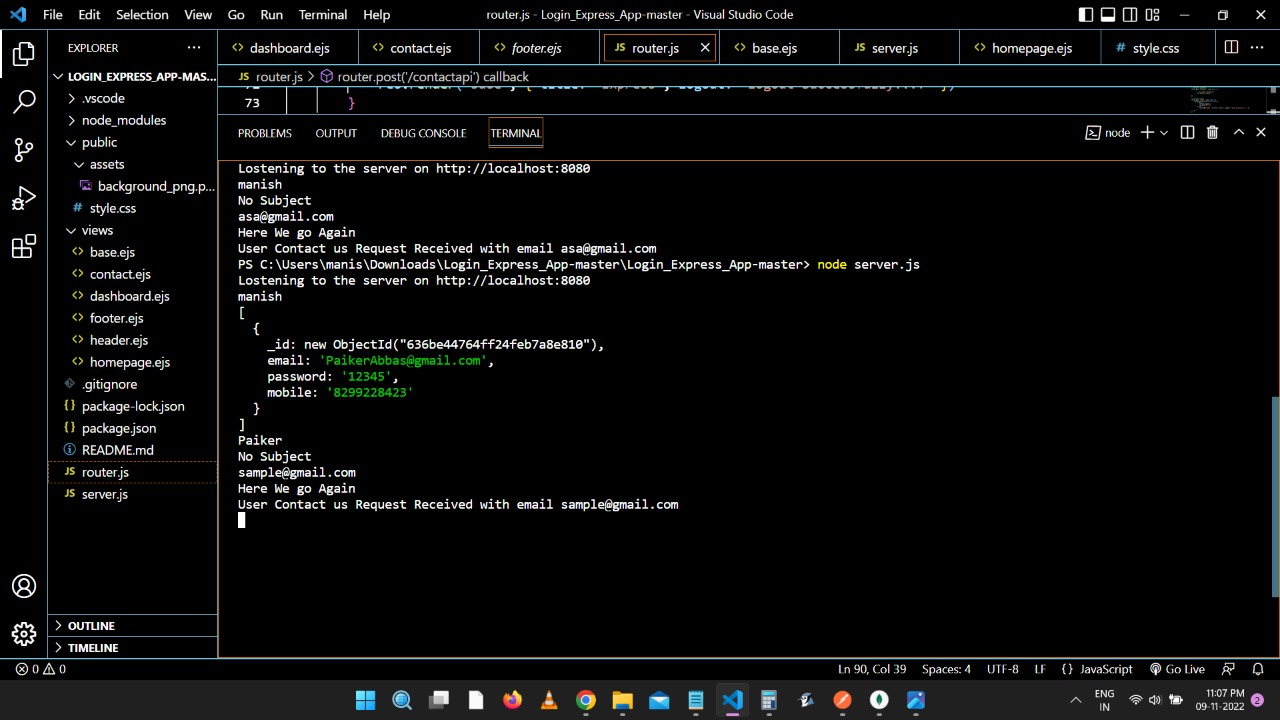 File Edit Selection View Go Run Terminal Help router.js - Login_Express_App-master - Visual Studio Code
EXPLORER
dashboard.ejs contact.ejs footer.ejs JS router.js base.ejs JS server.js homepage.ejs # style.css
LOGIN_EXPRESS_APP-MAS...
.vscode
node_modules
public
assets
background_png.p...
# style.css
views
base.ejs
contact.ejs
dashboard.ejs
footer.ejs
header.ejs
homepage.ejs
.gitignore
package-lock.json
package.json
README.md
JS router.js
JS server.js
OUTLINE
TIMELINE
JS router.js > router.post('/contactapi') callback
73 }
PROBLEMS OUTPUT DEBUG CONSOLE TERMINAL node
Lostening to the server on http://localhost:8080
manish
No Subject
asa@gmail.com
Here We go Again
User Contact us Request Received with email asa@gmail.com
PS C:\Users\manis\Downloads\Login_Express_App-master\Login_Express_App-master> node server.js
Lostening to the server on http://localhost:8080
manish
[
{
_id: new ObjectId("636be44764ff24feb7a8e810"),
email: 'PaikerAbbas@gmail.com',
password: '12345',
mobile: '8299228423'
}
]
Paiker
No Subject
sample@gmail.com
Here We go Again
User Contact us Request Received with email sample@gmail.com
0 0 Ln 90, Col 39 Spaces: 4 UTF-8 LF {} JavaScript Go Live
ENG
IN
11:07 PM
09-11-2022
2